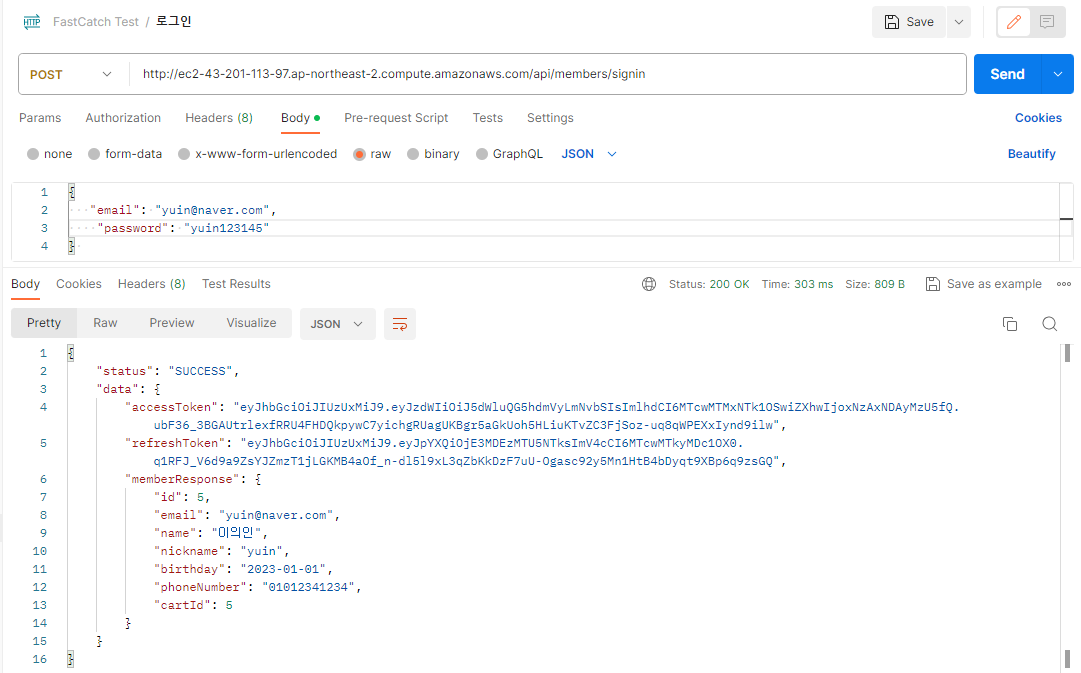 HTTP FastCatch Test / 로그인 Save
POST http://ec2-43-201-113-97.ap-northeast-2.compute.amazonaws.com/api/members/signin Send
Params Authorization Headers (8) Body Pre-request Script Tests Settings Cookies
none form-data x-www-form-urlencoded raw binary GraphQL JSON Beautify
1 {
2 "email": "yuin@naver.com",
3 "password": "yuin123145"
4 }
Body Cookies Headers (8) Test Results Status: 200 OK Time: 303 ms Size: 809 B Save as example
Pretty Raw Preview Visualize JSON
1 {
2 "status": "SUCCESS",
3 "data": {
4 "accessToken": "eyJhbGciOiJIUzUxMiJ9.eyJzdWIiOiJ5dWluQG5hdmVyLmNvbSIsImlhdCI6MTcwMTMxNTk1OSwiZXhwIjoxNzAxNDAyMzU5fQ.
ubF36_3BGAUtrlexfRRU4FHDQkpywC7yichgRUagUKBgr5aGkUoh5HLiuKTvZC3FjSoz-uq8qWPEXxIynd9ilw",
5 "refreshToken": "eyJhbGciOiJIUzUxMiJ9.eyJpYXQiOjE3MDEzMTU5NTksImV4cCI6MTcwMTkyMDc1OX0.
q1RFJ_V6d9a9ZsYJZmzT1jLGKMB4aOf_n-dl5l9xL3qZbKkDzF7uU-Ogasc92y5Mn1HtB4bDyqt9XBp6q9zsGQ",
6 "memberResponse": {
7 "id": 5,
8 "email": "yuin@naver.com",
9 "name": "이의인",
10 "nickname": "yuin",
11 "birthday": "2023-01-01",
12 "phoneNumber": "01012341234",
13 "cartId": 5
14 }
15 }
16 }